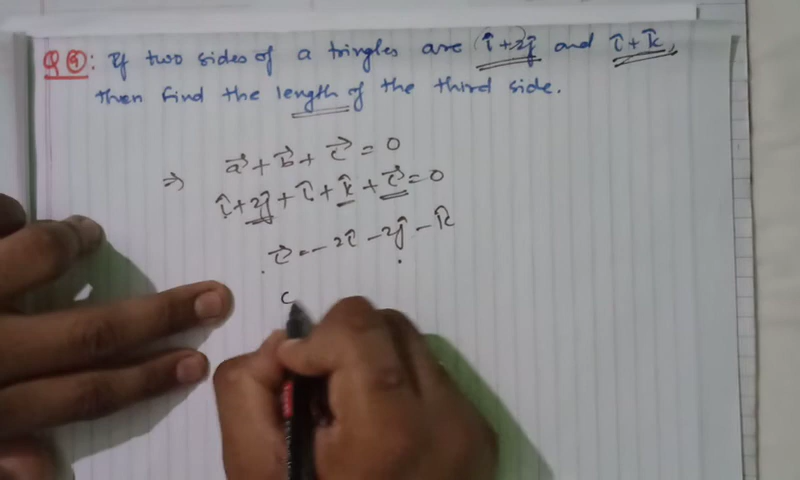 Q 5: If two sides of a tringles are (î+2ĵ) and î+k̂,
then find the length of the third side.
⇒ a⃗ + b⃗ + c⃗ = 0
î+2ĵ + î + k̂ + c⃗ = 0
c⃗ = -2î -2ĵ - k̂
c